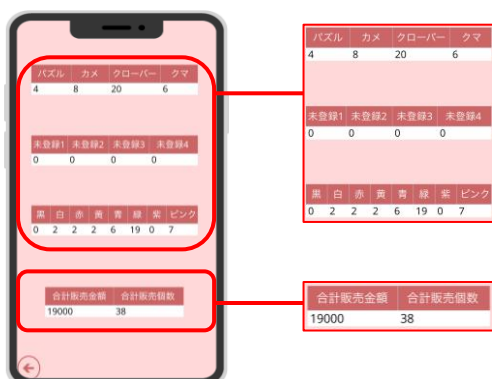 パズル カメ クローバー クマ
4 8 20 6
未登録1 未登録2 未登録3 未登録4
0 0 0 0
黒 白 赤 黄 青 緑 紫 ピンク
0 2 2 2 6 19 0 7
合計販売金額 合計販売個数
19000 38
パズル カメ クローバー クマ
4 8 20 6
未登録1 未登録2 未登録3 未登録4
0 0 0 0
黒 白 赤 黄 青 緑 紫 ピンク
0 2 2 2 6 19 0 7
合計販売金額 合計販売個数
19000 38